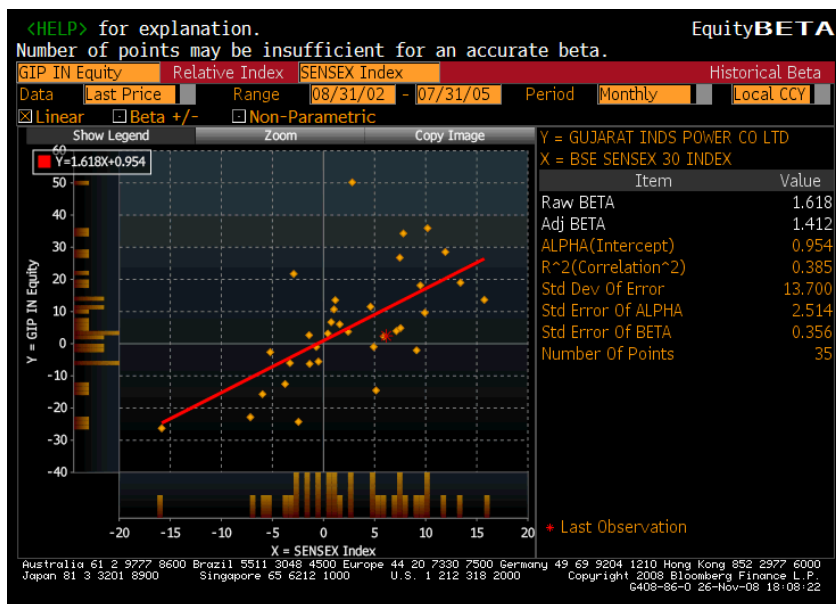 <HELP> for explanation. EquityBETA
Number of points may be insufficient for an accurate beta.
GIP IN Equity Relative Index SENSEX Index Historical Beta
Data Last Price Range 08/31/02 - 07/31/05 Period Monthly Local CCY
Linear Beta +/- Non-Parametric
Show Legend Zoom Copy Image
Y = GUJARAT INDS POWER CO LTD
X = BSE SENSEX 30 INDEX
Item Value
Raw BETA 1.618
Adj BETA 1.412
ALPHA(Intercept) 0.954
R^2(Correlation^2) 0.385
Std Dev Of Error 13.700
Std Error Of ALPHA 2.514
Std Error Of BETA 0.356
Number Of Points 35
* Last Observation
Y=1.618X+0.954
60
50
40
30
20
10
0
-10
-20
-30
-40
Y = GIP IN Equity
-20 -15 -10 -5 0 5 10 15 20
X = SENSEX Index
Australia 61 2 9777 8600 Brazil 5511 3048 4500 Europe 44 20 7330 7500 Germany 49 69 9204 1210 Hong Kong 852 2977 6000
Japan 81 3 3201 8900 Singapore 65 6212 1000 U.S. 1 212 318 2000 Copyright 2008 Bloomberg Finance L.P.
G408-86-0 26-Nov-08 18:08:22